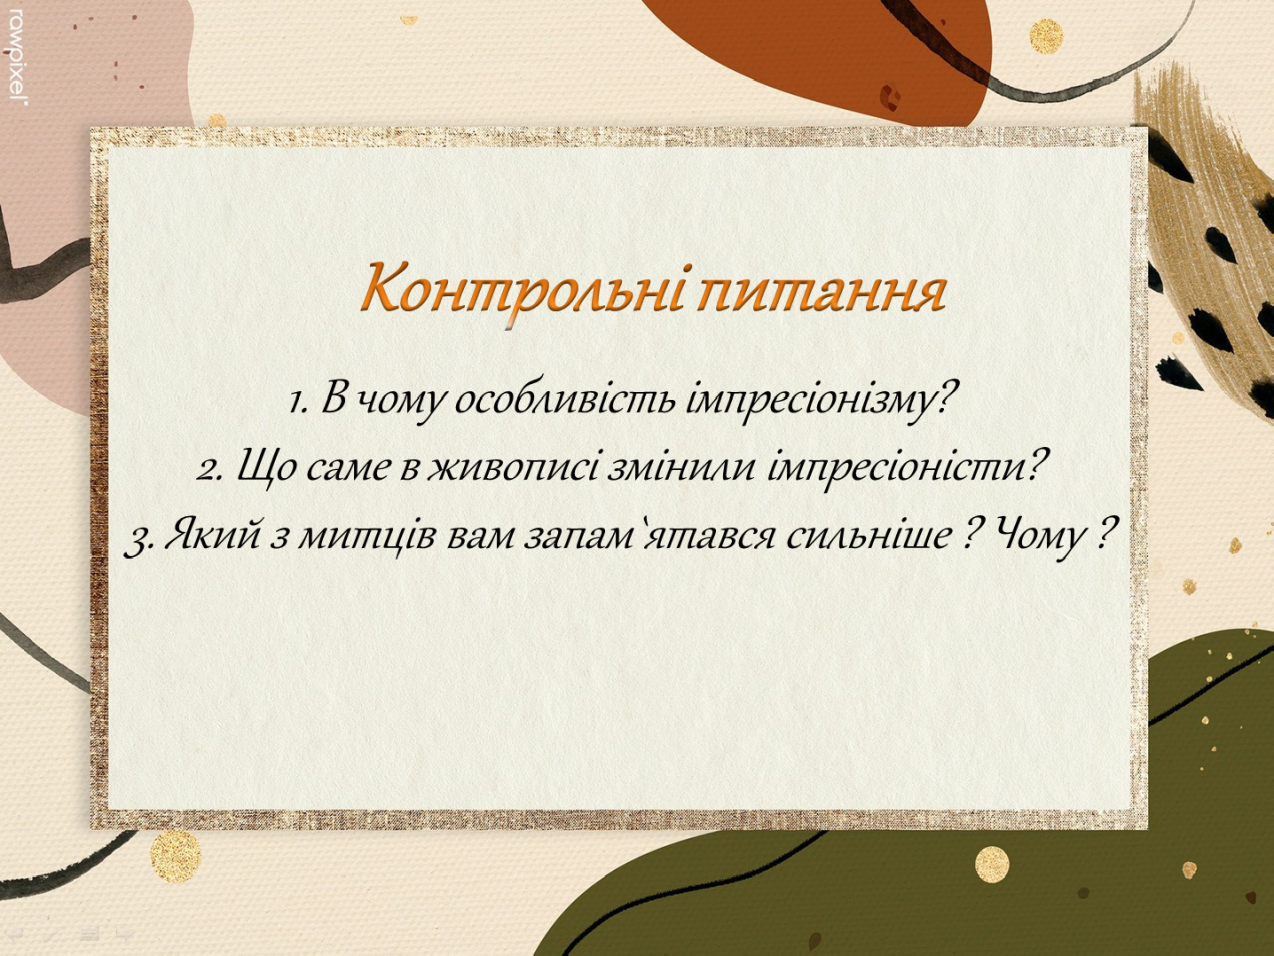 rawpixel
Контрольні питання
1. В чому особливість імпресіонізму?
2. Що саме в живописі змінили імпресіоністи?
3. Який з митців вам запам`ятався сильніше ? Чому ?